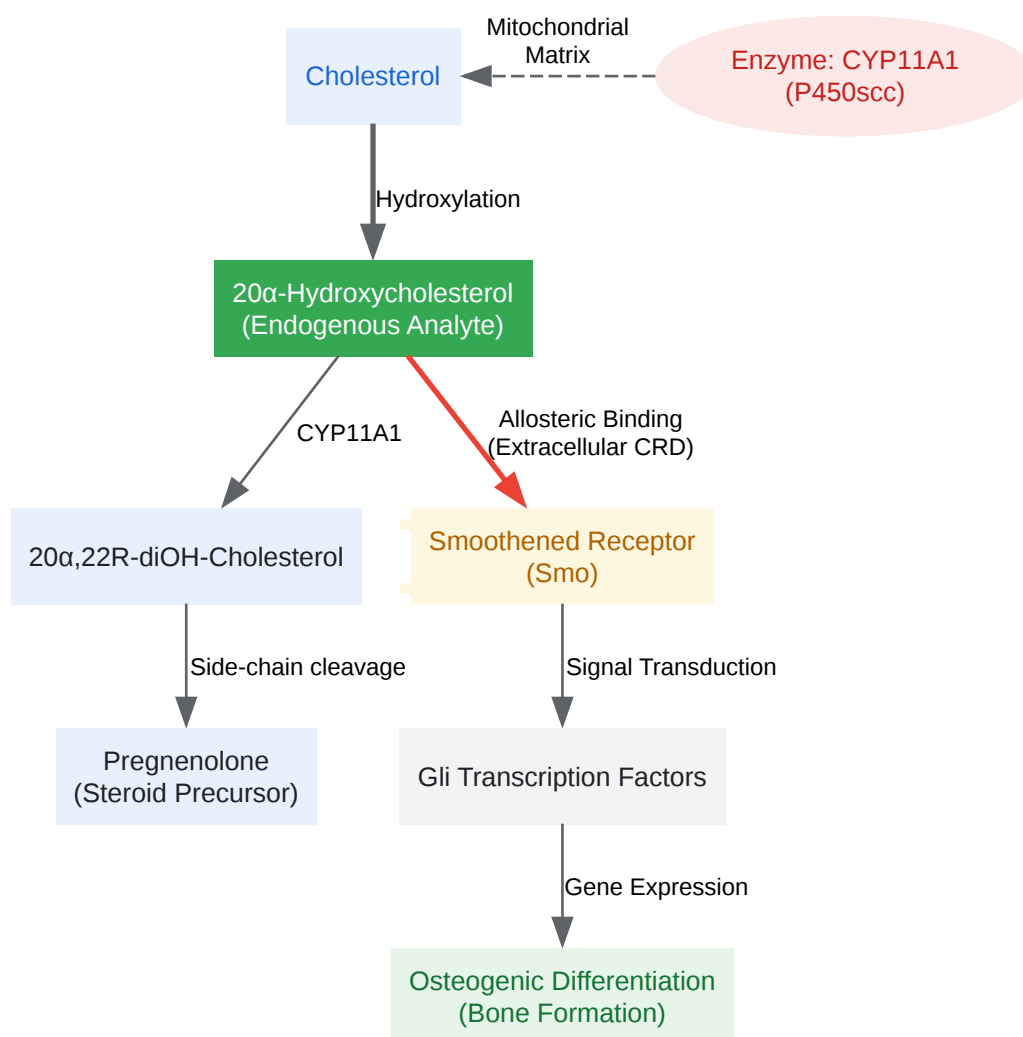 Mitochondrial
Matrix
Cholesterol
Enzyme: CYP11A1
(P450scc)
Hydroxylation
20α-Hydroxycholesterol
(Endogenous Analyte)
CYP11A1
Allosteric Binding
(Extracellular CRD)
20α,22R-diOH-Cholesterol
Smoothened Receptor
(Smo)
Side-chain cleavage
Signal Transduction
Pregnenolone
(Steroid Precursor)
Gli Transcription Factors
Gene Expression
Osteogenic Differentiation
(Bone Formation)